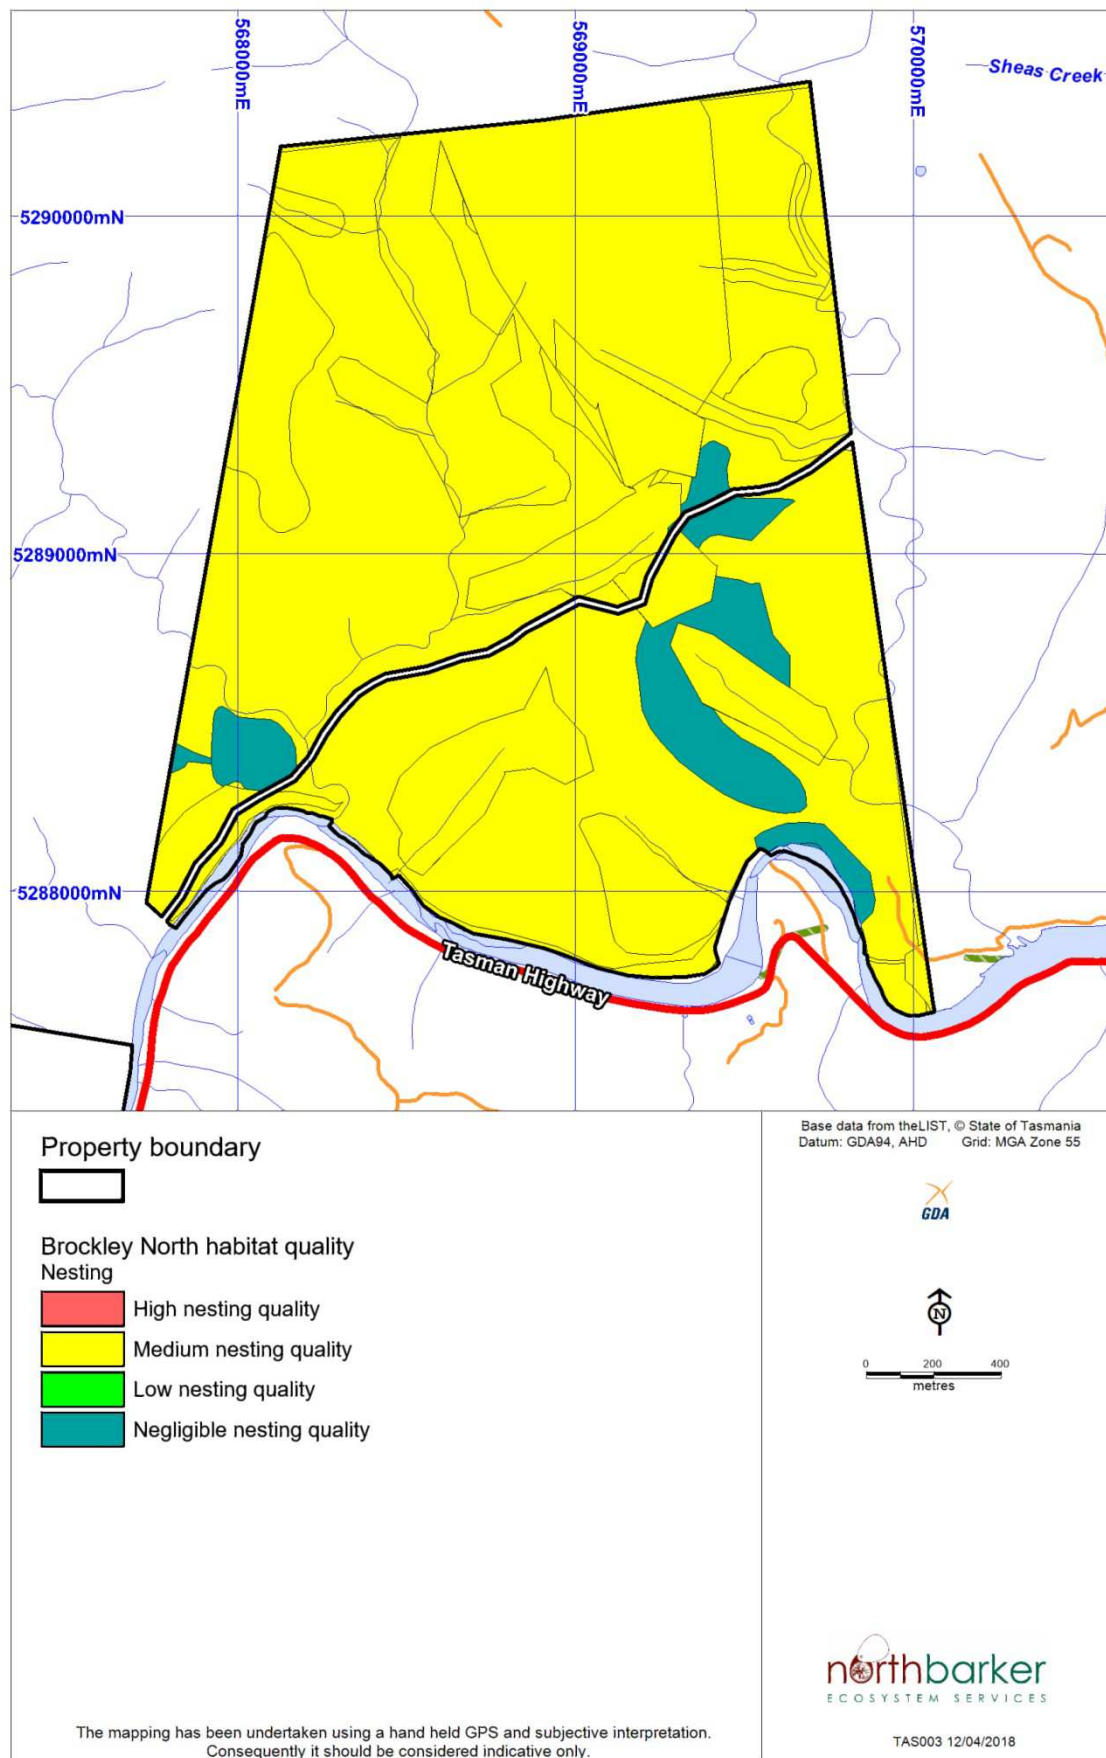 568000mE
569000mE
570000mE
Sheas Creek
5290000mN
5289000mN
5288000mN
Tasman Highway
Property boundary
Brockley North habitat quality
Nesting
High nesting quality
Medium nesting quality
Low nesting quality
Negligible nesting quality
Base data from theLIST, © State of Tasmania
Datum: GDA94, AHD Grid: MGA Zone 55
GDA
N
0 200 400
metres
northbarker
ECOSYSTEM SERVICES
The mapping has been undertaken using a hand held GPS and subjective interpretation.
Consequently it should be considered indicative only.
TAS003 12/04/2018